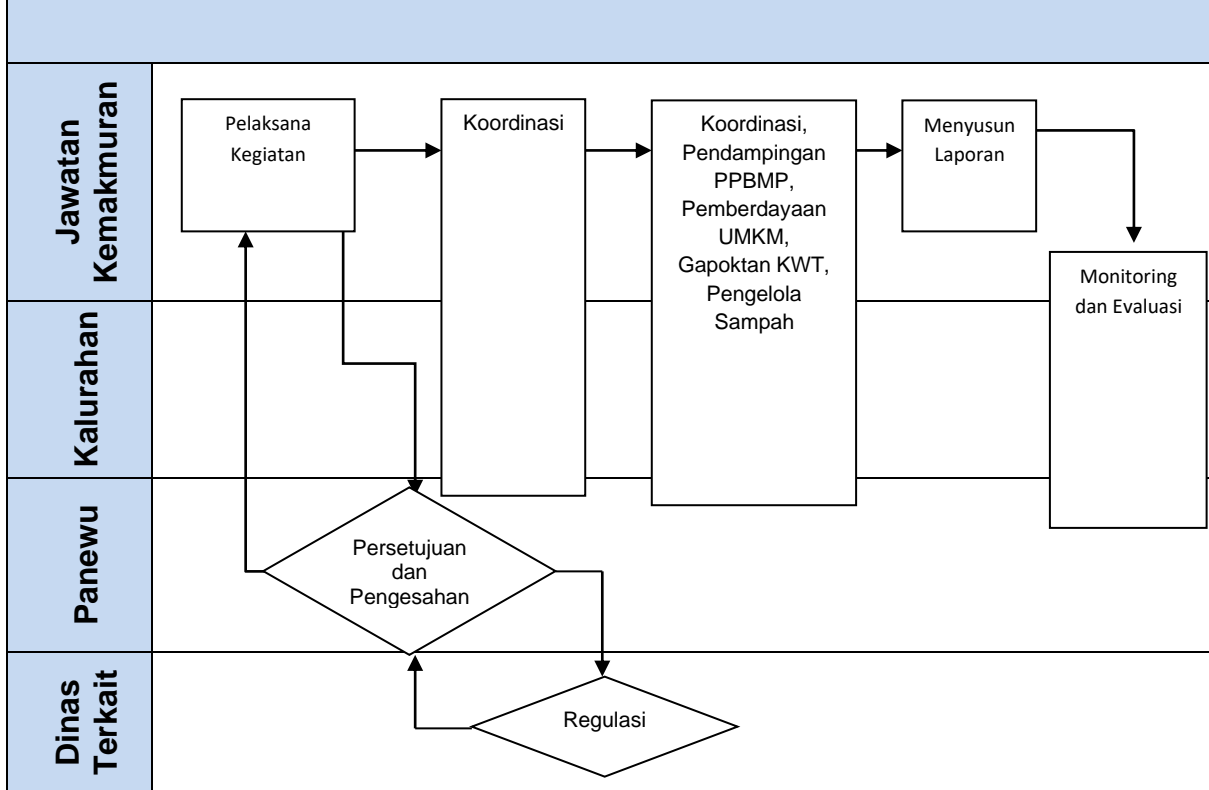 Jawatan
Kemakmuran
Pelaksana
Kegiatan
Koordinasi
Koordinasi,
Pendampingan
PPBMP,
Pemberdayaan
UMKM,
Gapoktan KWT,
Pengelola
Sampah
Menyusun
Laporan
Monitoring
dan Evaluasi
Kalurahan
Panewu
Persetujuan
dan
Pengesahan
Dinas
Terkait
Regulasi